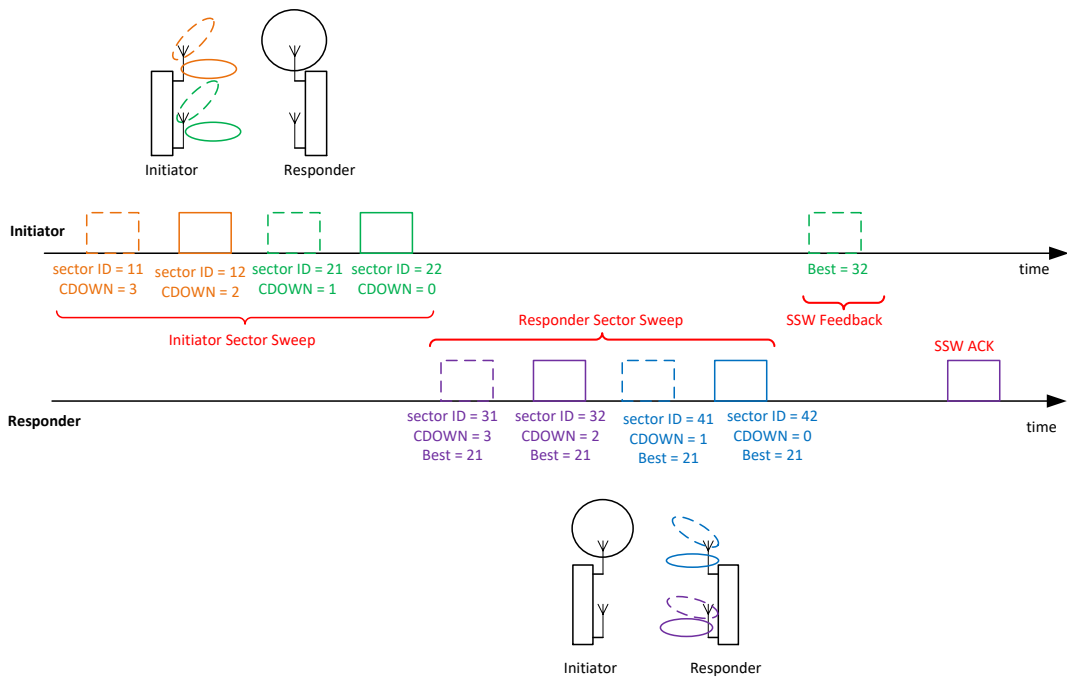 Initiator
Responder
Initiator
sector ID = 11
CDOWN = 3
sector ID = 12
CDOWN = 2
sector ID = 21
CDOWN = 1
sector ID = 22
CDOWN = 0
Best = 32
time
Initiator Sector Sweep
Responder Sector Sweep
SSW Feedback
SSW ACK
Responder
sector ID = 31
CDOWN = 3
Best = 21
sector ID = 32
CDOWN = 2
Best = 21
sector ID = 41
CDOWN = 1
Best = 21
sector ID = 42
CDOWN = 0
Best = 21
time
Initiator
Responder